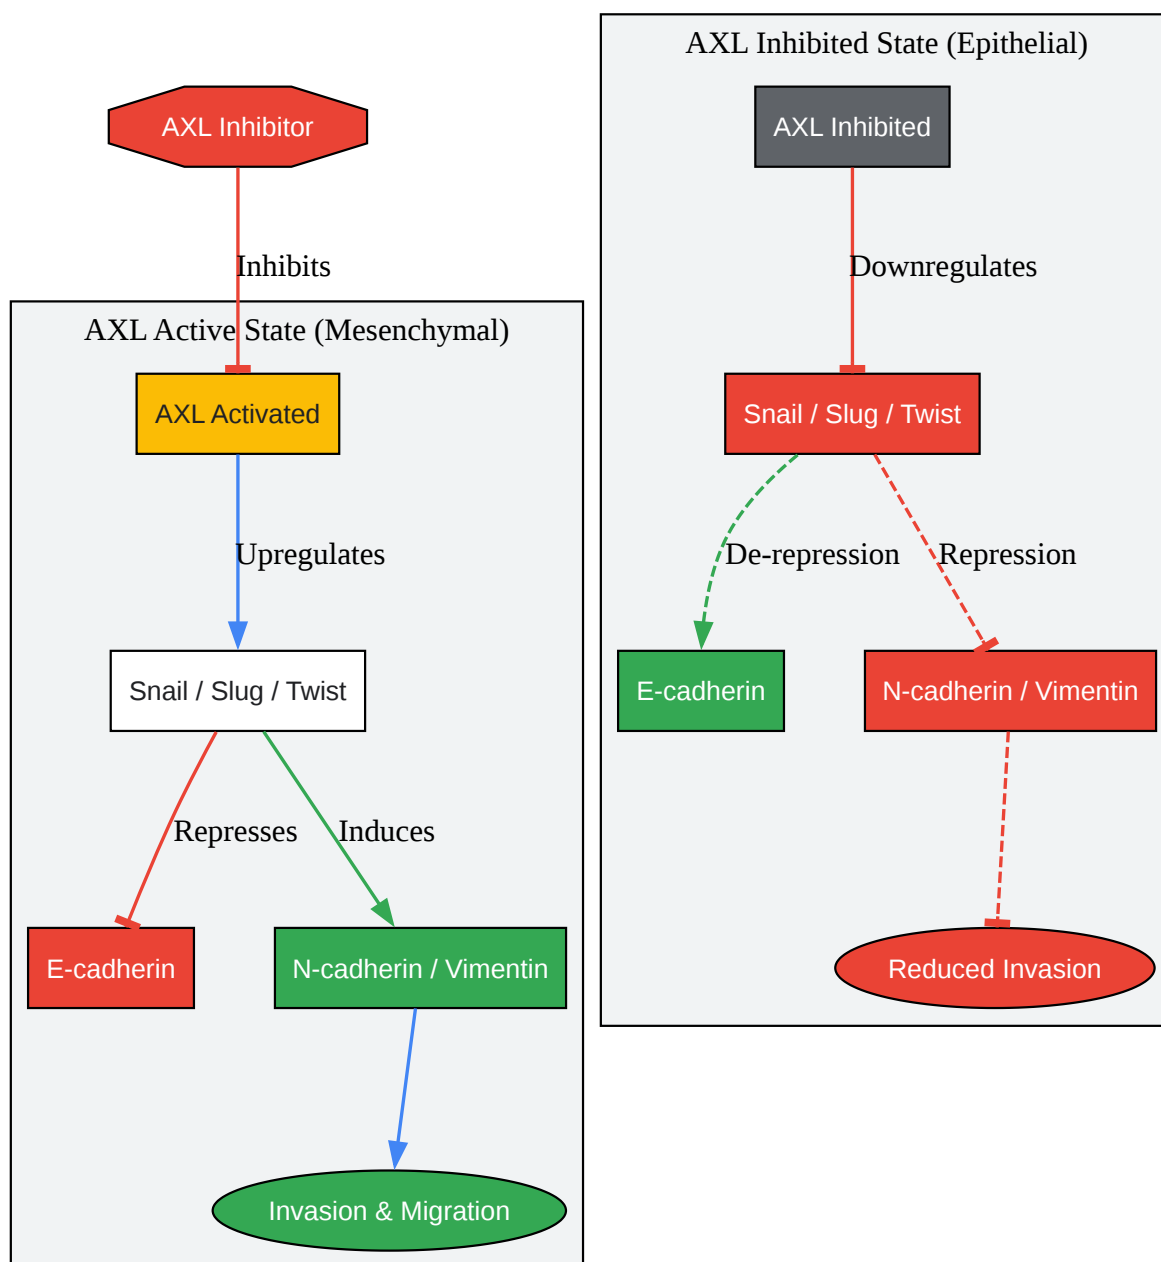 AXL Inhibitor
Inhibits
AXL Active State (Mesenchymal)
AXL Activated
Upregulates
Snail / Slug / Twist
Represses
Induces
E-cadherin
N-cadherin / Vimentin
Invasion & Migration
AXL Inhibited State (Epithelial)
AXL Inhibited
Downregulates
Snail / Slug / Twist
De-repression
Repression
E-cadherin
N-cadherin / Vimentin
Reduced Invasion